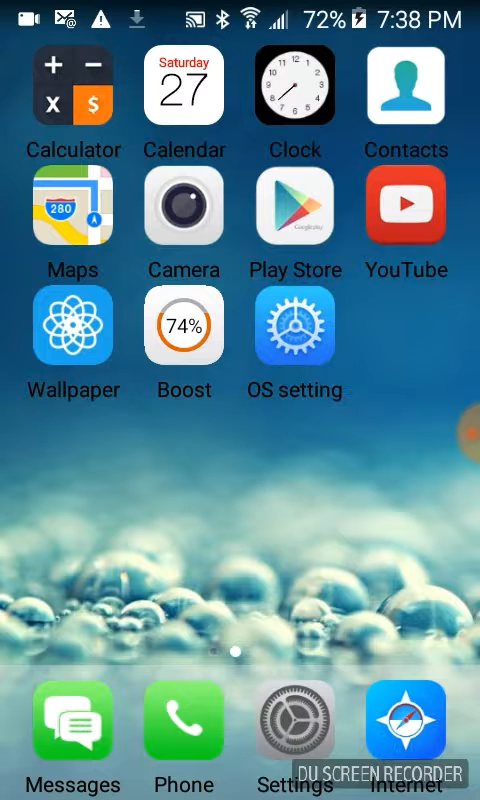 72% 7:38 PM
Saturday
27
Calculator Calendar Clock Contacts
280
Maps Camera Play Store YouTube
74%
Wallpaper Boost OS setting
Messages Phone Settings Internet
DU SCREEN RECORDER